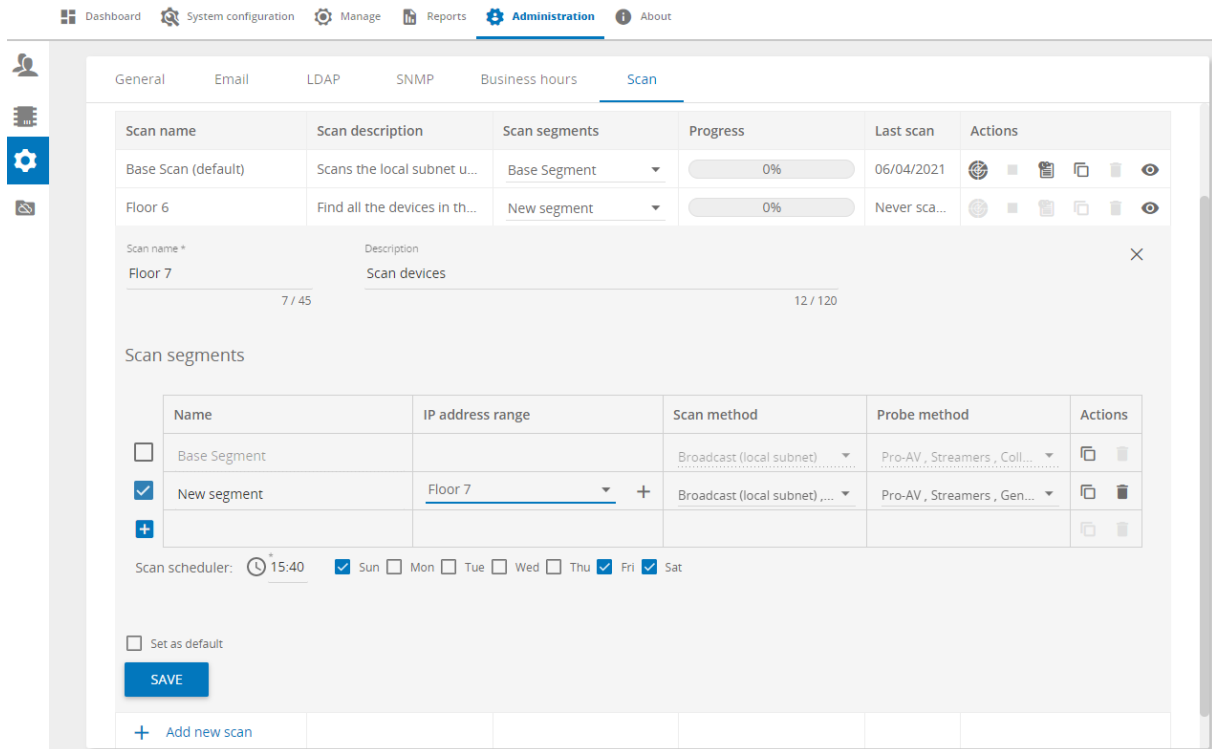 Dashboard System configuration Manage Reports Administration About
General Email LDAP SNMP Business hours Scan
Scan name Scan description Scan segments Progress Last scan Actions
Base Scan (default) Scans the local subnet u... Base Segment 0% 06/04/2021
Floor 6 Find all the devices in th... New segment 0% Never sca...
Scan name * Description
Floor 7 Scan devices
7 / 45 12 / 120
Scan segments
Name IP address range Scan method Probe method Actions
Base Segment Broadcast (local subnet) Pro-AV , Streamers , Coll...
New segment Floor 7 Broadcast (local subnet) ,... Pro-AV , Streamers , Gen...
Scan scheduler: * 15:40 Sun Mon Tue Wed Thu Fri Sat
Set as default
SAVE
+ Add new scan